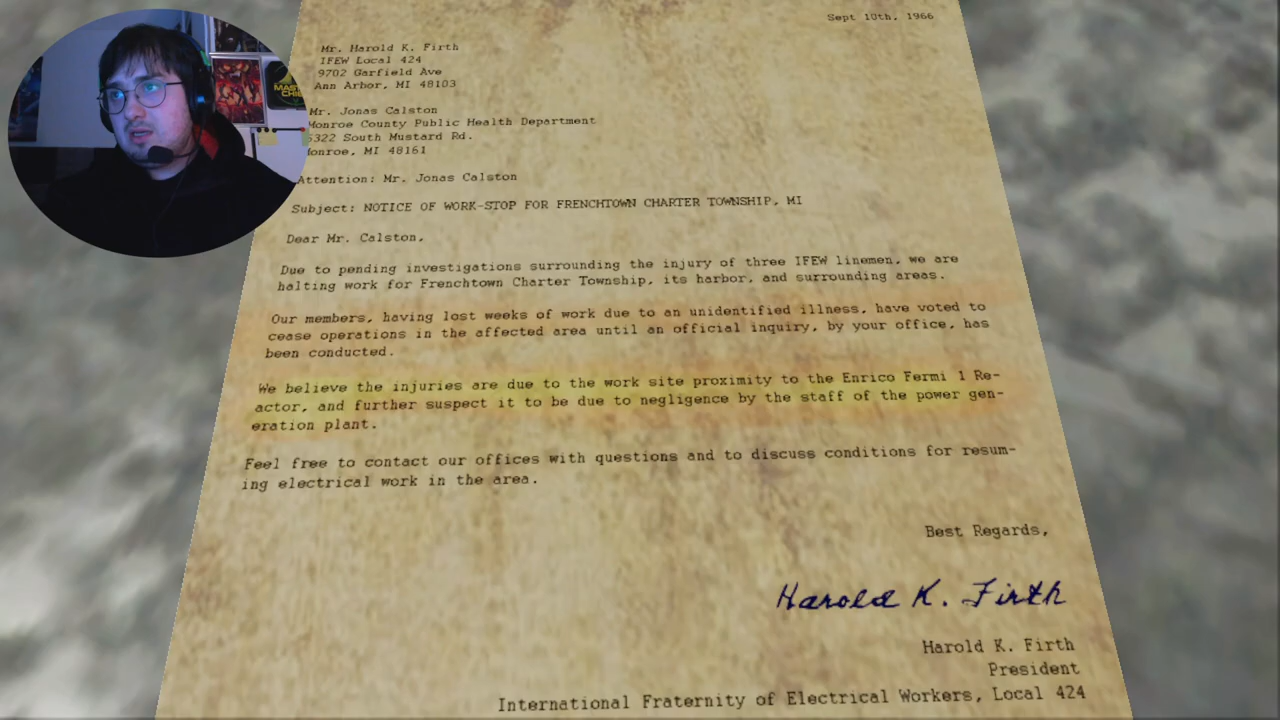 Sept 10th, 1966
Mr. Harold K. Firth
IFEW Local 424
9702 Garfield Ave
Ann Arbor, MI 48103
Mr. Jonas Calston
Monroe County Public Health Department
5322 South Mustard Rd.
Monroe, MI 48161
Attention: Mr. Jonas Calston
Subject: NOTICE OF WORK-STOP FOR FRENCHTOWN CHARTER TOWNSHIP, MI
Dear Mr. Calston,
Due to pending investigations surrounding the injury of three IFEW linemen, we are
halting work for Frenchtown Charter Township, its harbor, and surrounding areas.
Our members, having lost weeks of work due to an unidentified illness, have voted to
cease operations in the affected area until an official inquiry, by your office, has
been conducted.
We believe the injuries are due to the work site proximity to the Enrico Fermi 1 Re-
actor, and further suspect it to be due to negligence by the staff of the power gen-
eration plant.
Feel free to contact our offices with questions and to discuss conditions for resum-
ing electrical work in the area.
Best Regards,
Harold K. Firth
Harold K. Firth
President
International Fraternity of Electrical Workers, Local 424